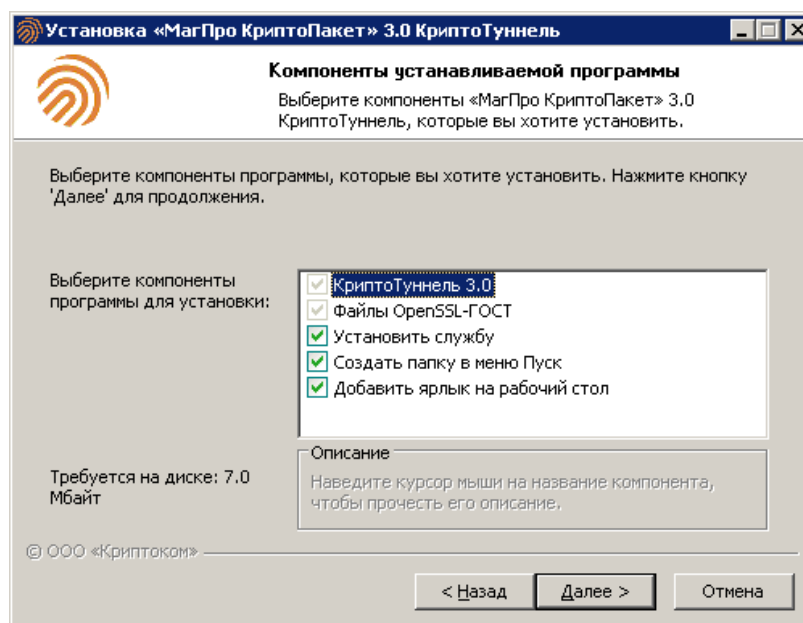 Установка «МагПро КриптоПакет» 3.0 КриптоТуннель
Компоненты устанавливаемой программы
Выберите компоненты «МагПро КриптоПакет» 3.0
КриптоТуннель, которые вы хотите установить.
Выберите компоненты программы, которые вы хотите установить. Нажмите кнопку
'Далее' для продолжения.
Выберите компоненты
программы для установки:
КриптоТуннель 3.0
Файлы OpenSSL-ГОСТ
Установить службу
Создать папку в меню Пуск
Добавить ярлык на рабочий стол
Требуется на диске: 7.0
Мбайт
Описание
Наведите курсор мыши на название компонента,
чтобы прочесть его описание.
© ООО «Криптоком»
< Назад
Далее >
Отмена